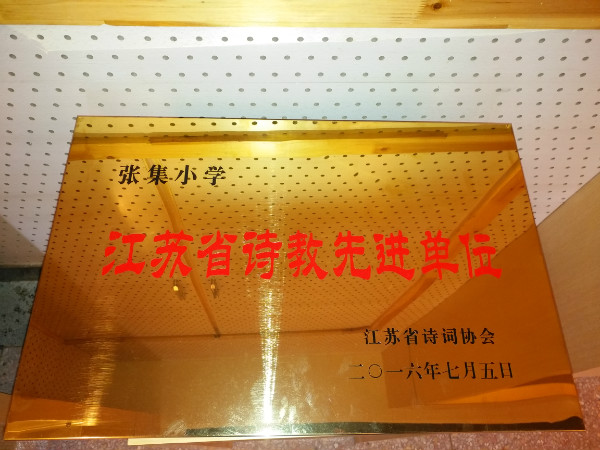 张集小学
江苏省诗教先进单位
江苏省诗词协会
二〇一六年七月五日